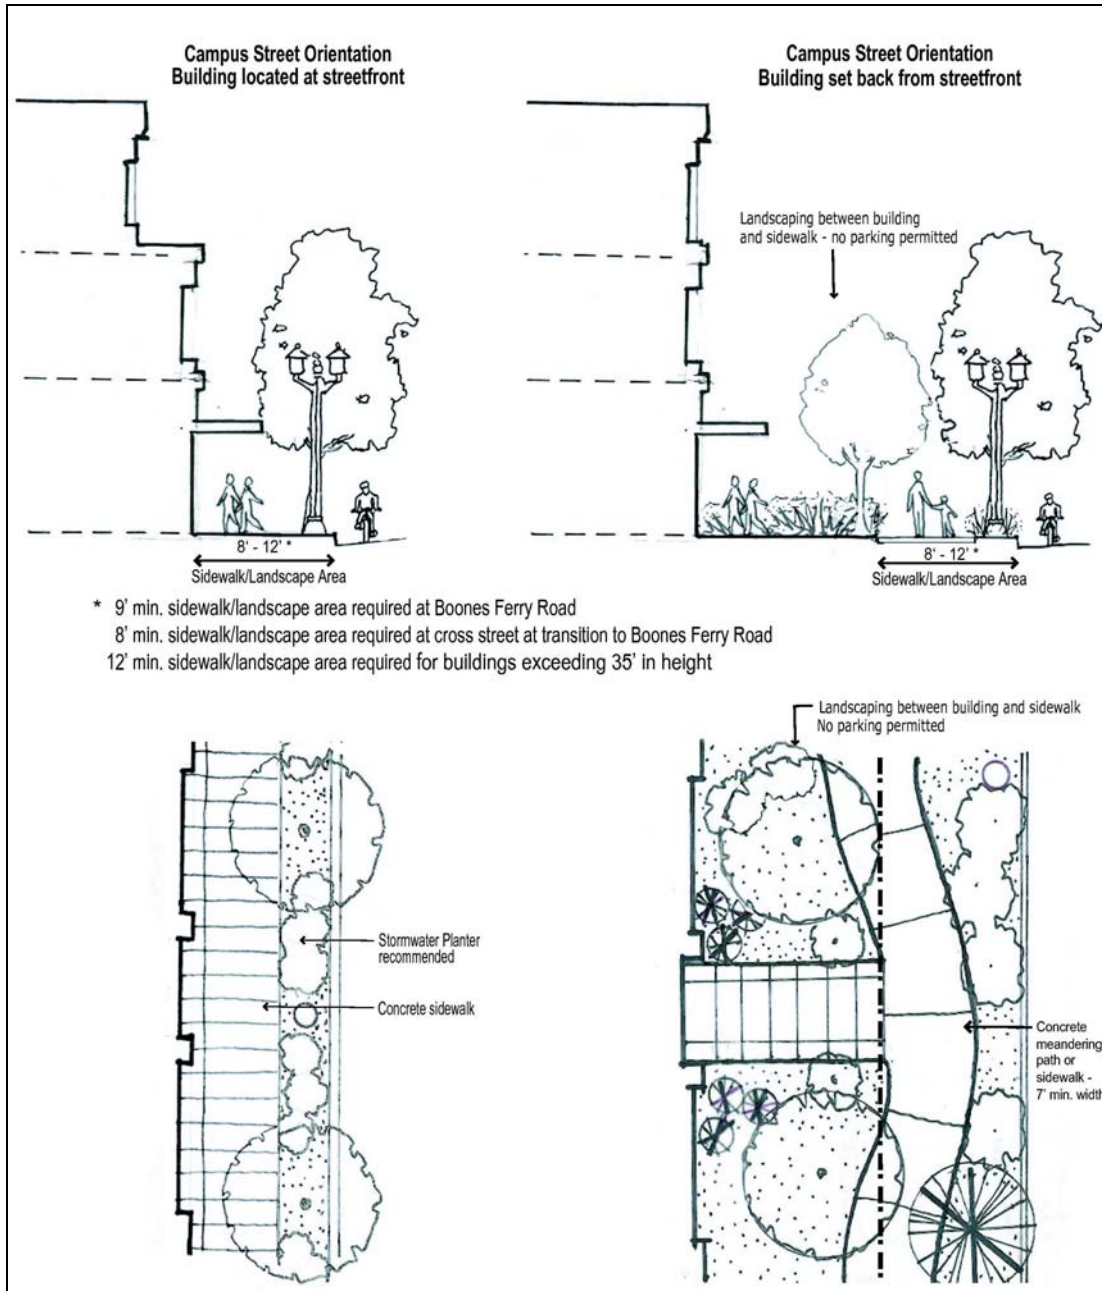 Campus Street Orientation
Building located at streetfront
Campus Street Orientation
Building set back from streetfront
Landscaping between building
and sidewalk - no parking permitted
8' - 12' *
Sidewalk/Landscape Area
8' - 12' *
Sidewalk/Landscape Area
* 9' min. sidewalk/landscape area required at Boones Ferry Road
8' min. sidewalk/landscape area required at cross street at transition to Boones Ferry Road
12' min. sidewalk/landscape area required for buildings exceeding 35' in height
Landscaping between building and sidewalk
No parking permitted
Stormwater Planter
recommended
Concrete sidewalk
Concrete
meandering
path or
sidewalk -
7' min. width